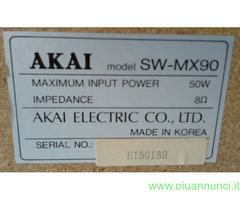 AKAI model SW-MX90
MAXIMUM INPUT POWER 50W
IMPEDANCE 8Ω
AKAI ELECTRIC CO., LTD.
MADE IN KOREA
SERIAL NO.:
E150189
www.piuannunci.it